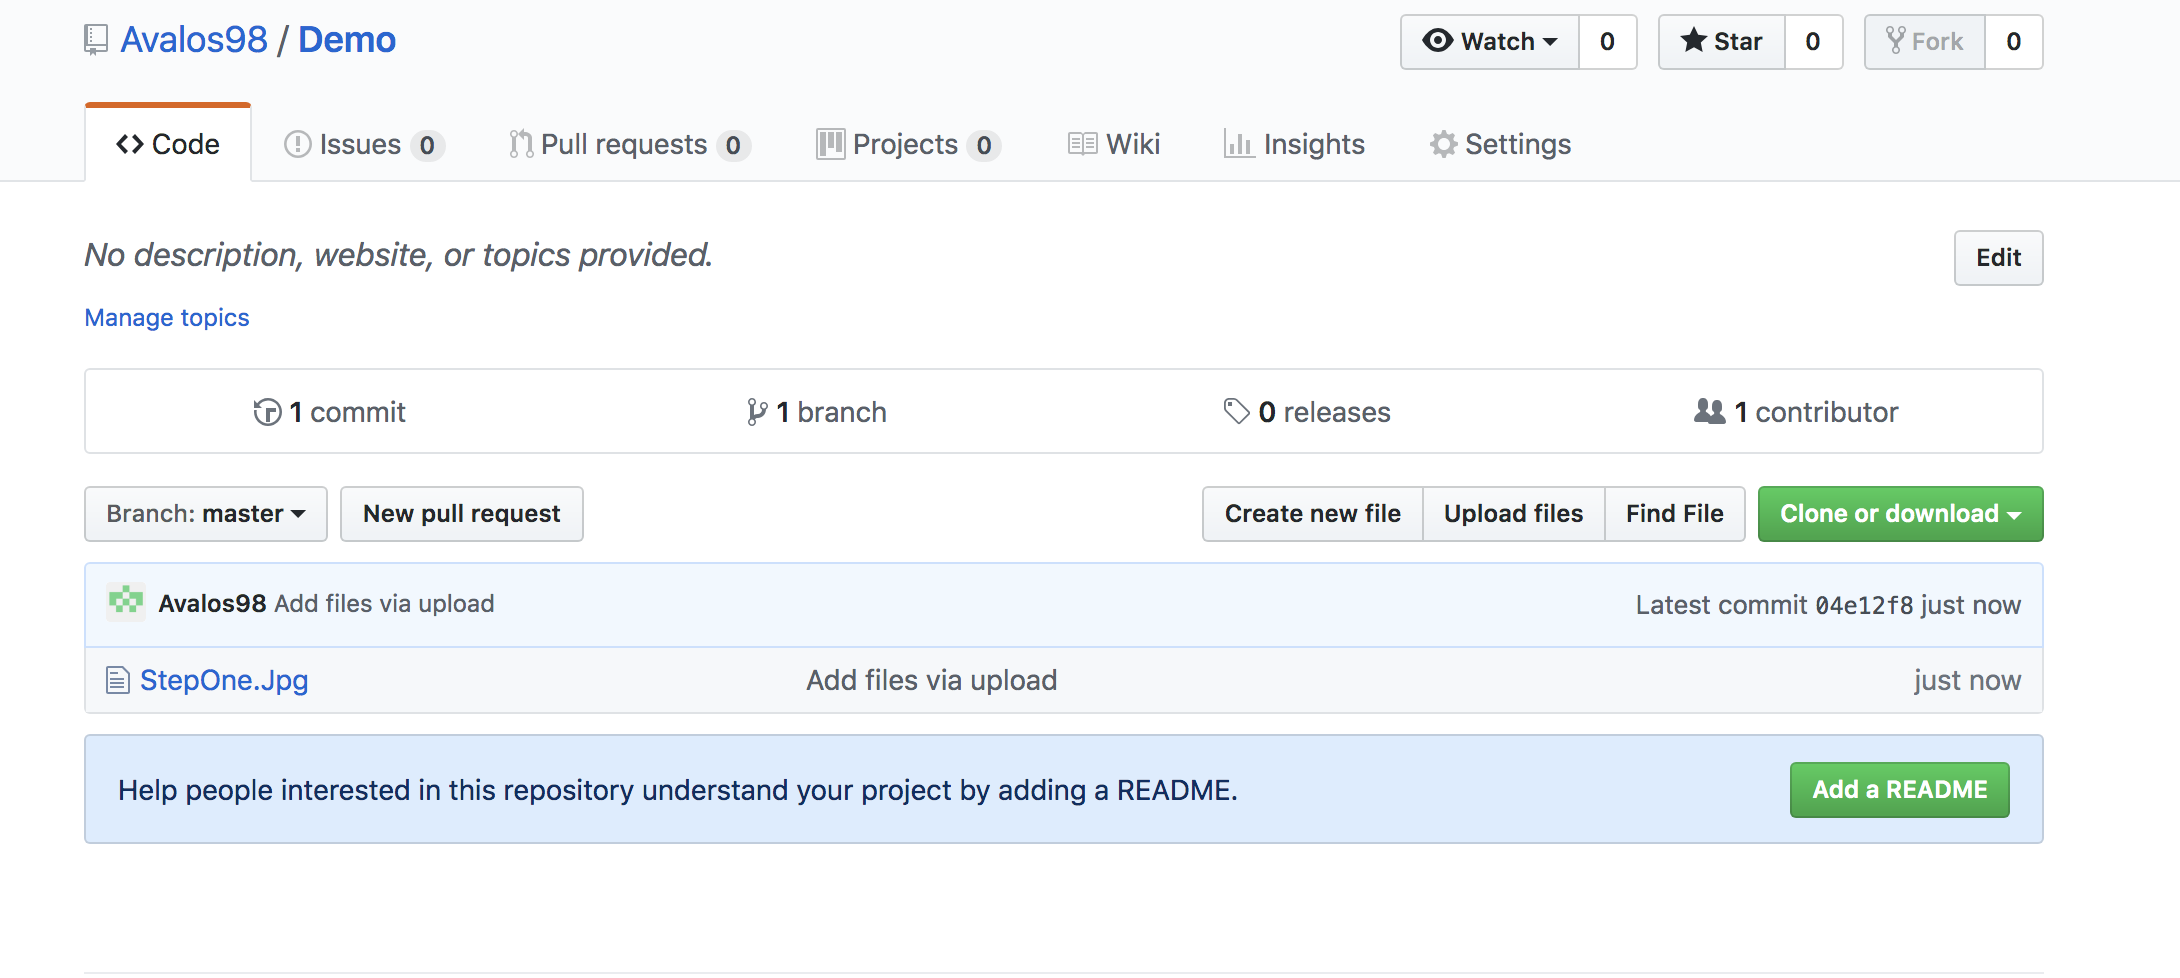 Avalos98 / Demo
Watch 0 Star 0 Fork 0
Code Issues 0 Pull requests 0 Projects 0 Wiki Insights Settings
No description, website, or topics provided.
Edit
Manage topics
1 commit 1 branch 0 releases 1 contributor
Branch: master New pull request Create new file Upload files Find File Clone or download
Avalos98 Add files via upload Latest commit 04e12f8 just now
StepOne.Jpg Add files via upload just now
Help people interested in this repository understand your project by adding a README. Add a README